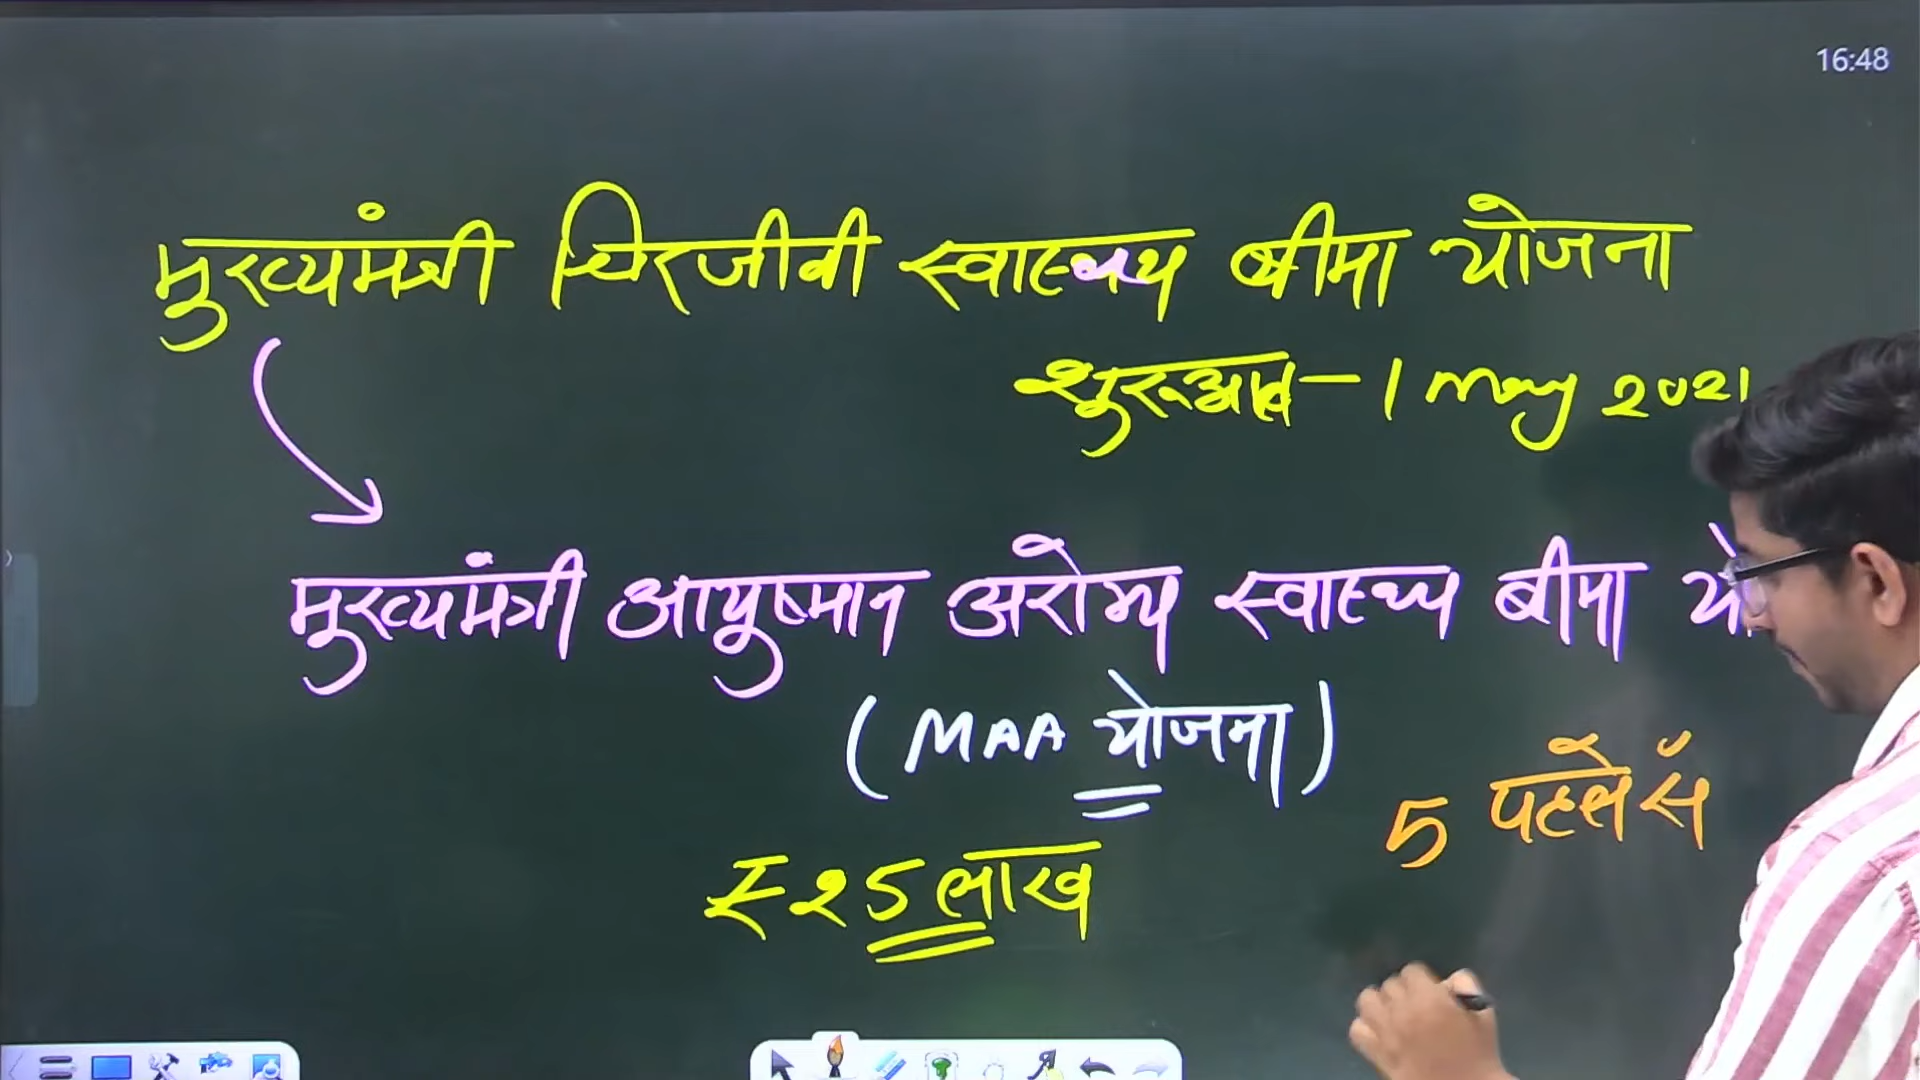 16:48
मुख्यमंत्री चिरंजीवी स्वास्थ्य बीमा योजना
शुरूआत - 1 May 2021
मुख्यमंत्री आयुष्मान अरोग्य स्वास्थ्य बीमा यो
(MAA योजना)
₹25 लाख
5 पहले